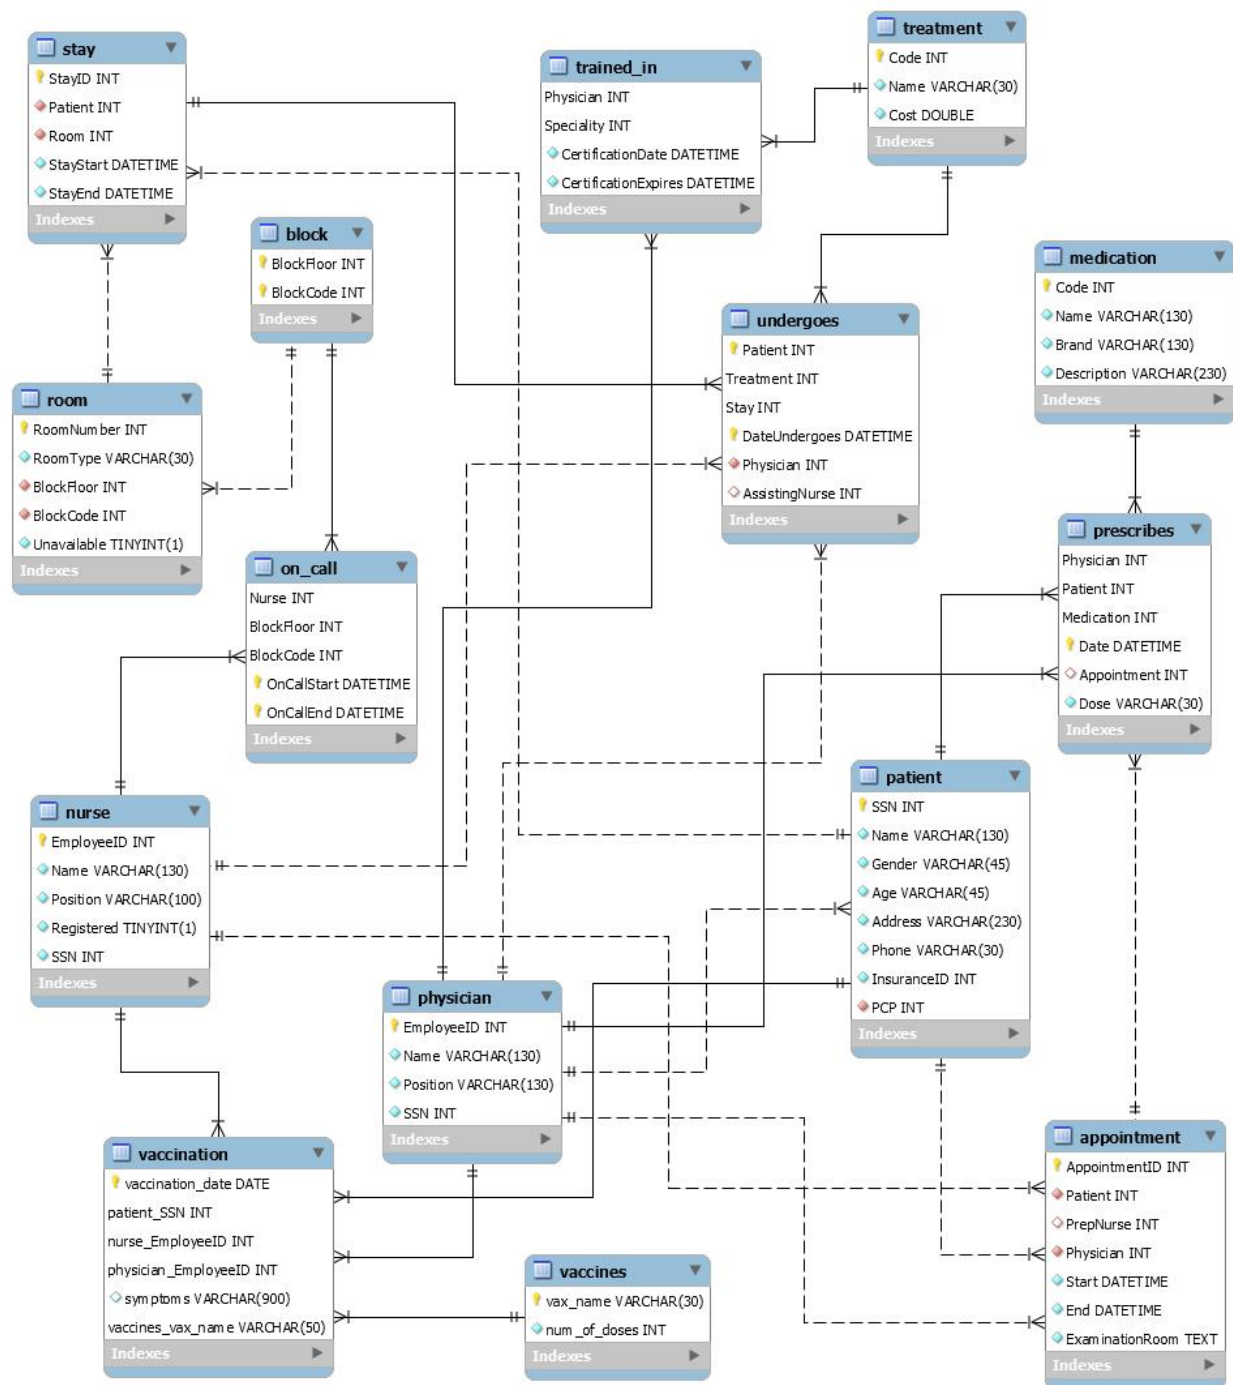 stay
StayID INT
Patient INT
Room INT
StayStart DATETIME
StayEnd DATETIME
Indexes
trained_in
Physician INT
Speciality INT
CertificationDate DATETIME
CertificationExpires DATETIME
Indexes
treatment
Code INT
Name VARCHAR(30)
Cost DOUBLE
Indexes
block
BlockFloor INT
BlockCode INT
Indexes
medication
Code INT
Name VARCHAR(130)
Brand VARCHAR(130)
Description VARCHAR(230)
Indexes
undergoes
Patient INT
Treatment INT
Stay INT
DateUndergoes DATETIME
Physician INT
AssistingNurse INT
Indexes
room
RoomNumber INT
RoomType VARCHAR(30)
BlockFloor INT
BlockCode INT
Unavailable TINYINT(1)
Indexes
on_call
Nurse INT
BlockFloor INT
BlockCode INT
OnCallStart DATETIME
OnCallEnd DATETIME
Indexes
prescribes
Physician INT
Patient INT
Medication INT
Date DATETIME
Appointment INT
Dose VARCHAR(30)
Indexes
nurse
EmployeeID INT
Name VARCHAR(130)
Position VARCHAR(100)
Registered TINYINT(1)
SSN INT
Indexes
patient
SSN INT
Name VARCHAR(130)
Gender VARCHAR(45)
Age VARCHAR(45)
Address VARCHAR(230)
Phone VARCHAR(30)
InsuranceID INT
PCP INT
Indexes
physician
EmployeeID INT
Name VARCHAR(130)
Position VARCHAR(130)
SSN INT
Indexes
vaccination
vaccination_date DATE
patient_SSN INT
nurse_EmployeeID INT
physician_EmployeeID INT
symptoms VARCHAR(900)
vaccines_vax_name VARCHAR(50)
Indexes
vaccines
vax_name VARCHAR(30)
num_of_doses INT
Indexes
appointment
AppointmentID INT
Patient INT
PrepNurse INT
Physician INT
Start DATETIME
End DATETIME
ExaminationRoom TEXT
Indexes